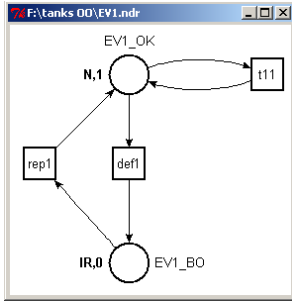 F:\tanks OO\EV1.ndr
EV1_OK
N,1
t11
rep1
def1
IR,0
EV1_BO